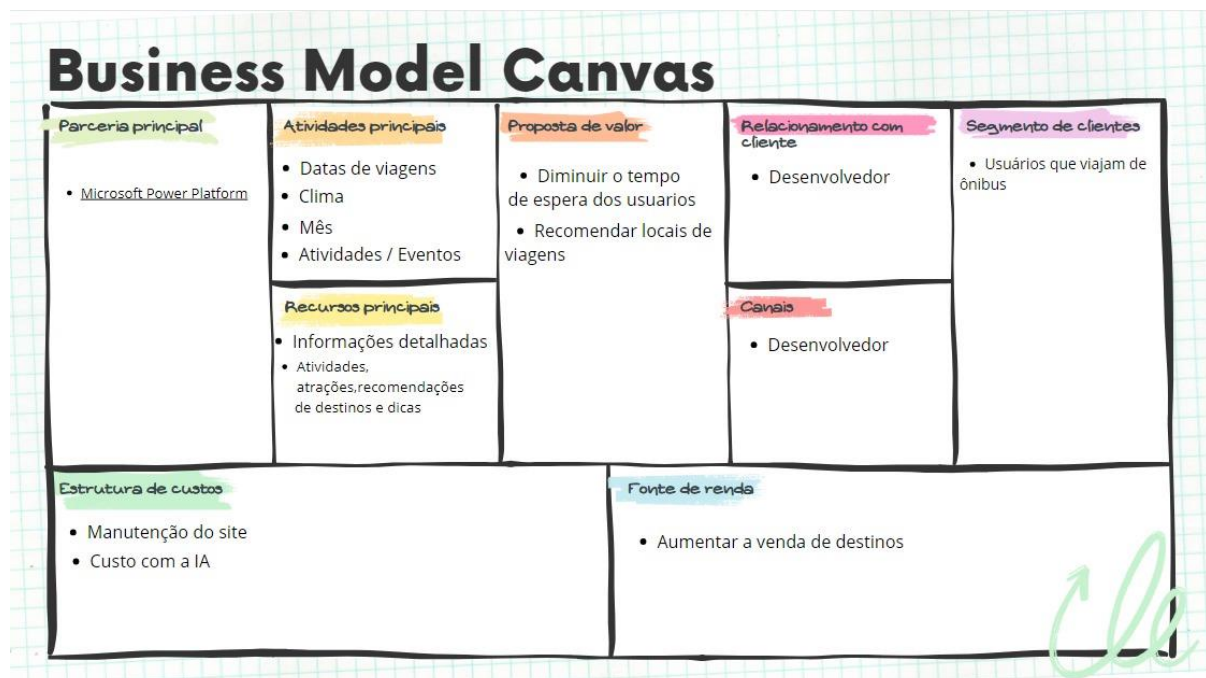 Business Model Canvas
Parceria principal
• Microsoft Power Platform
Atividades principais
• Datas de viagens
• Clima
• Mês
• Atividades / Eventos
Recursos principais
• Informações detalhadas
• Atividades,
atrações,recomendações
de destinos e dicas
Proposta de valor
• Diminuir o tempo
de espera dos usuarios
• Recomendar locais de
viagens
Relacionamento com
cliente
• Desenvolvedor
Canais
• Desenvolvedor
Segmento de clientes
• Usuários que viajam de
ônibus
Estrutura de custos
• Manutenção do site
• Custo com a IA
Fonte de renda
• Aumentar a venda de destinos